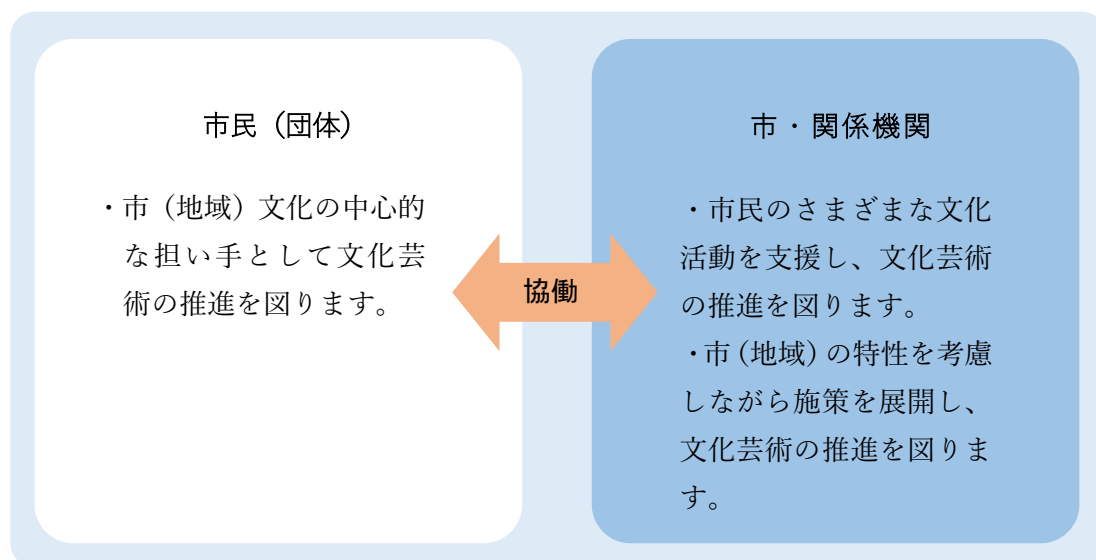 市民（団体）
・市（地域）文化の中心的
な担い手として文化芸
術の推進を図ります。
協働
市・関係機関
・市民のさまざまな文化
活動を支援し、文化芸術
の推進を図ります。
・市（地域）の特性を考慮
しながら施策を展開し、
文化芸術の推進を図りま
す。